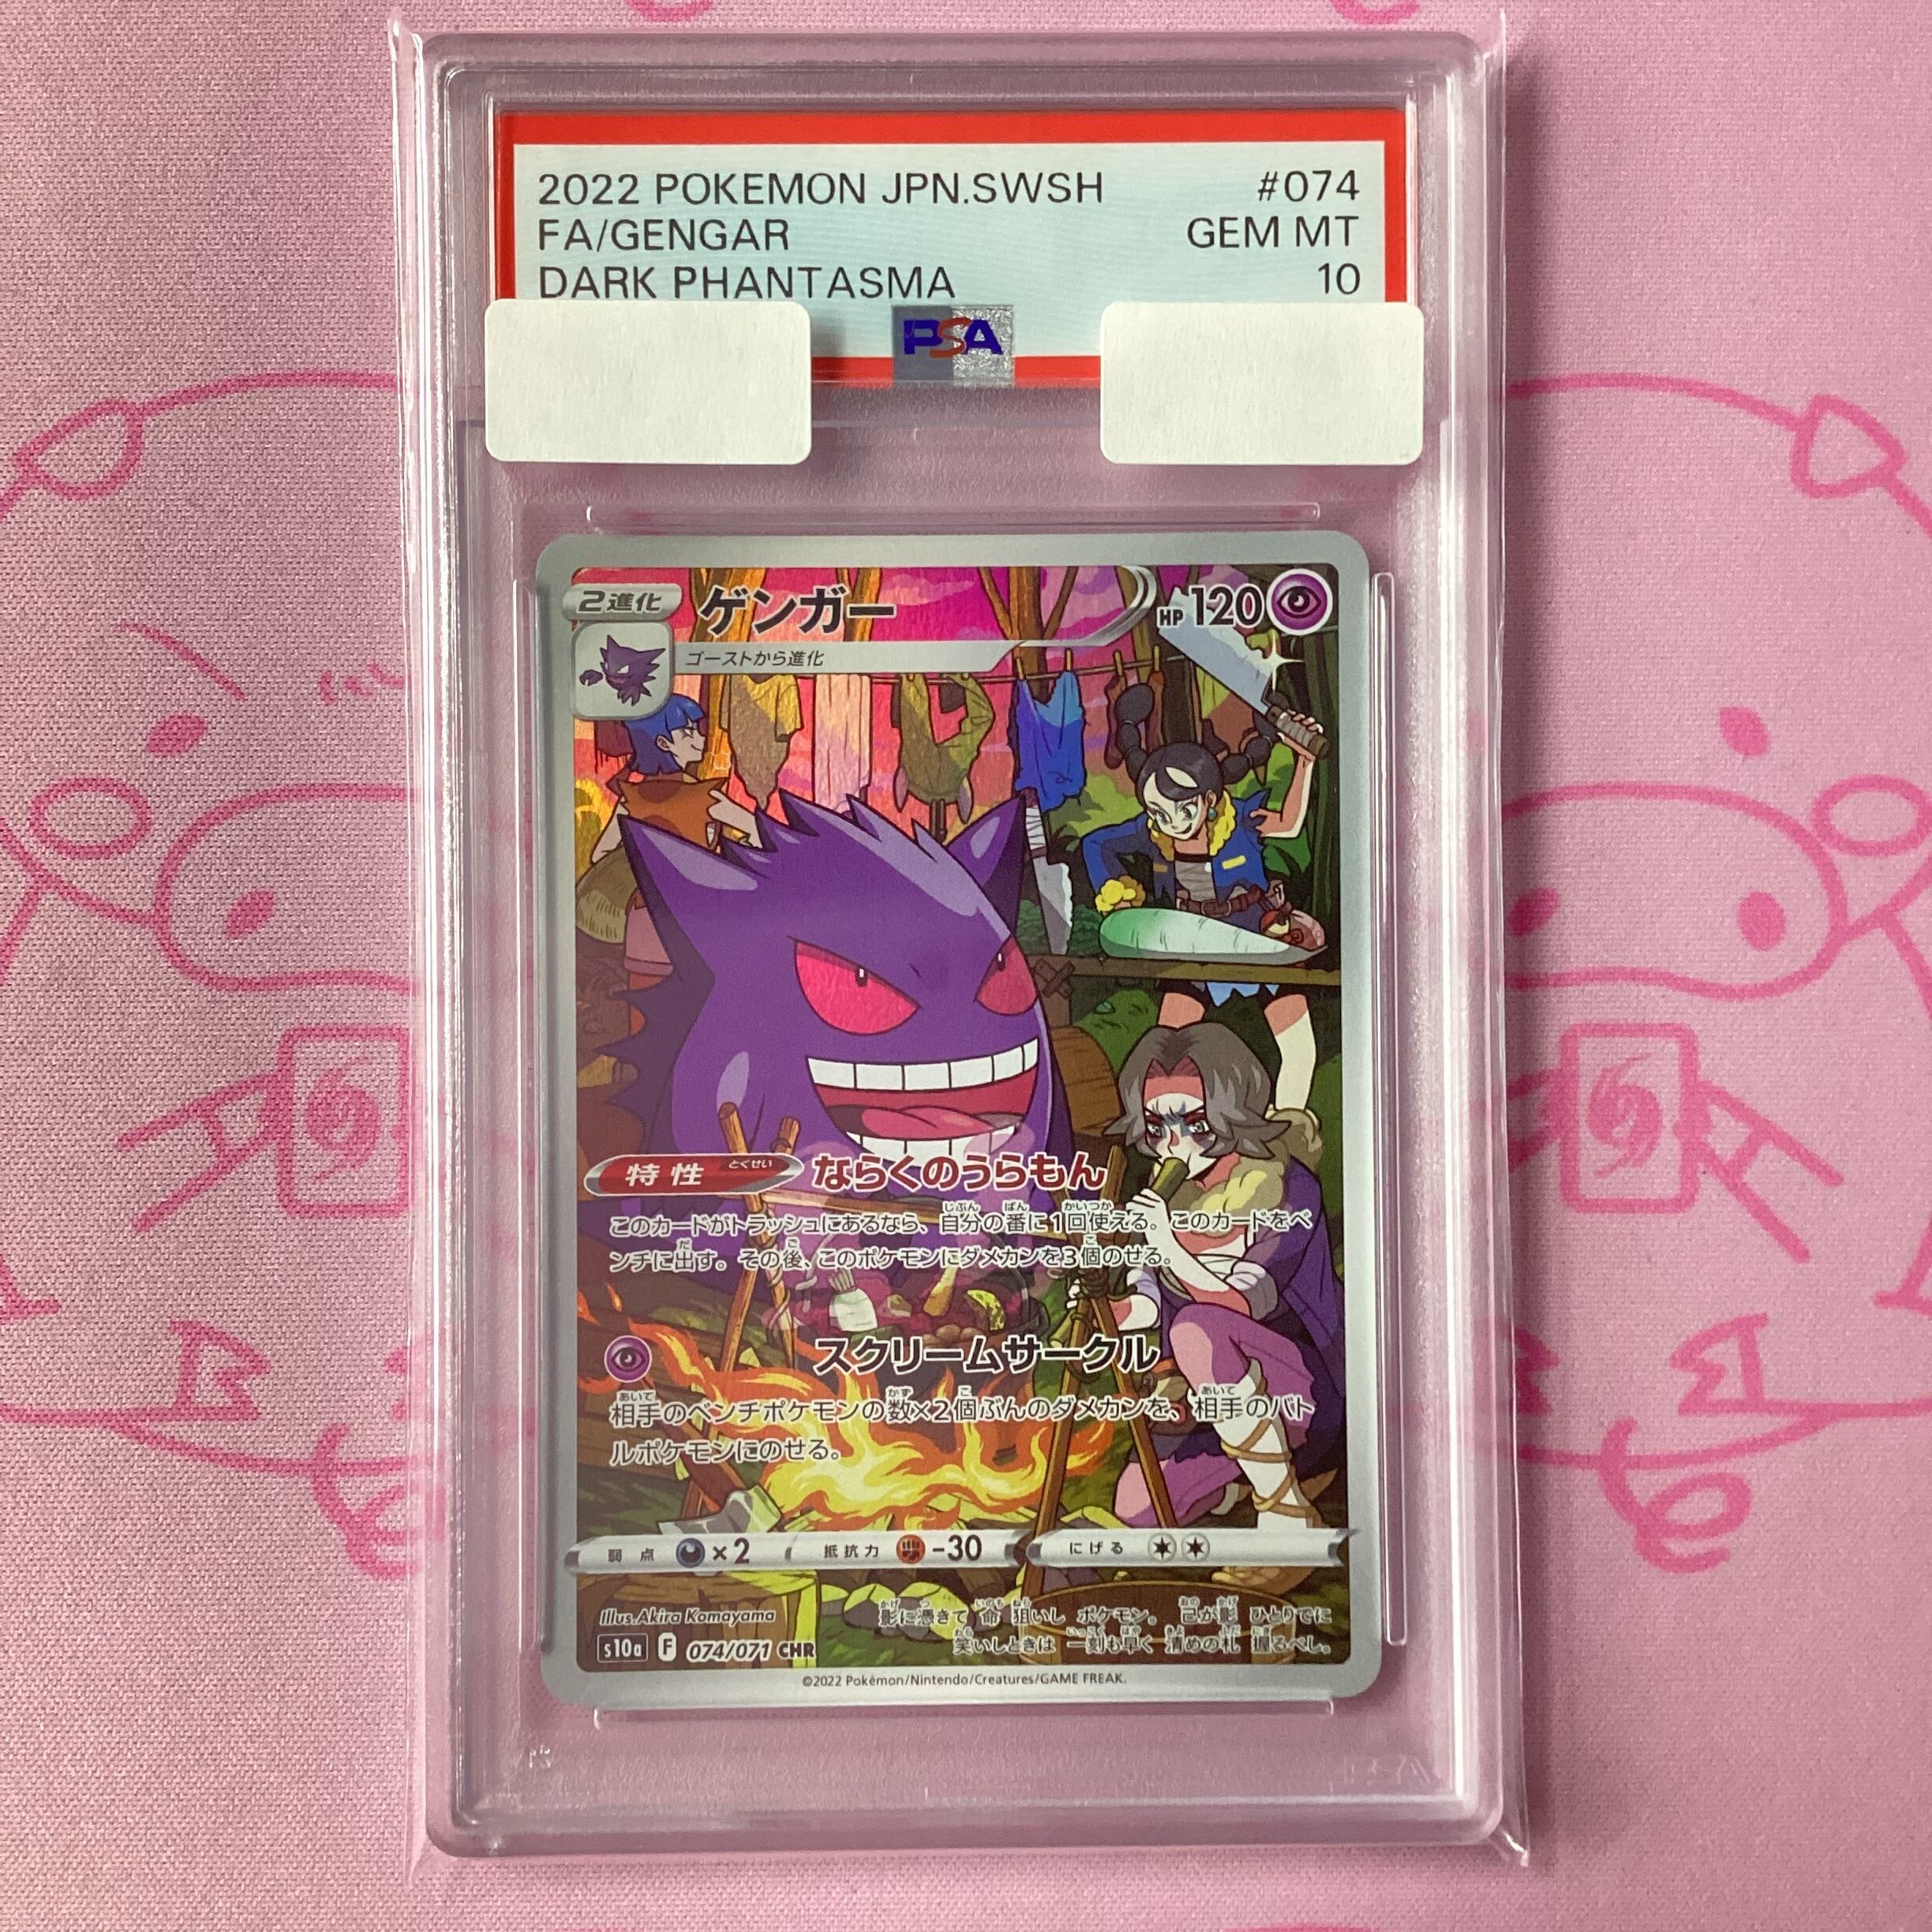 2022 POKEMON JPN.SWSH #074
FA/GENGAR GEM MT
DARK PHANTASMA 10
PSA
2進化 ゲンガー HP 120
ゴーストから進化
特性 とくせい ならくのうらもん
このカードがトラッシュにあるなら、自分の番に1回使える。このカードをベ
ンチに出す。その後、このポケモンにダメカンを3個のせる。
スクリームサークル
相手のベンチポケモンの数×2個ぶんのダメカンを、相手のバト
ルポケモンにのせる。
弱点 ×2 抵抗力 -30 にげる
Illus.Akira Komayama
影に憑きて 命 狙いし ポケモン。 己が影 ひとりでに
s10a F 074/071 CHR
笑いしときは 一刻も早く 清めの札 握るべし。
©2022 Pokémon/Nintendo/Creatures/GAME FREAK.